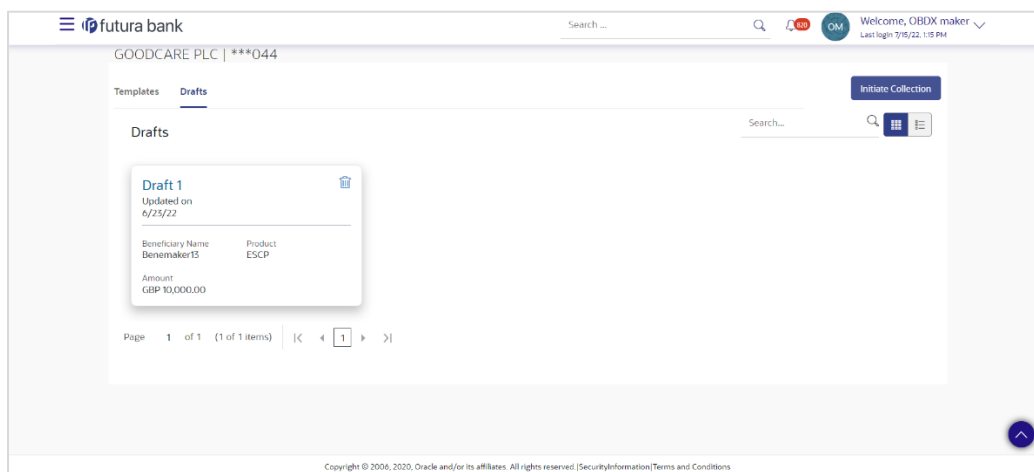 futura bank
Search ...
820
OM
Welcome, OBDX maker
Last login 7/15/22, 1:15 PM
GOODCARE PLC | ***044
Templates Drafts
Initiate Collection
Drafts
Search...
Draft 1
Updated on
6/23/22
Beneficiary Name Product
Benemaker13 ESCP
Amount
GBP 10,000.00
Page 1 of 1 (1 of 1 items) 1
Copyright © 2006, 2020, Oracle and/or its affiliates. All rights reserved.|SecurityInformation|Terms and Conditions